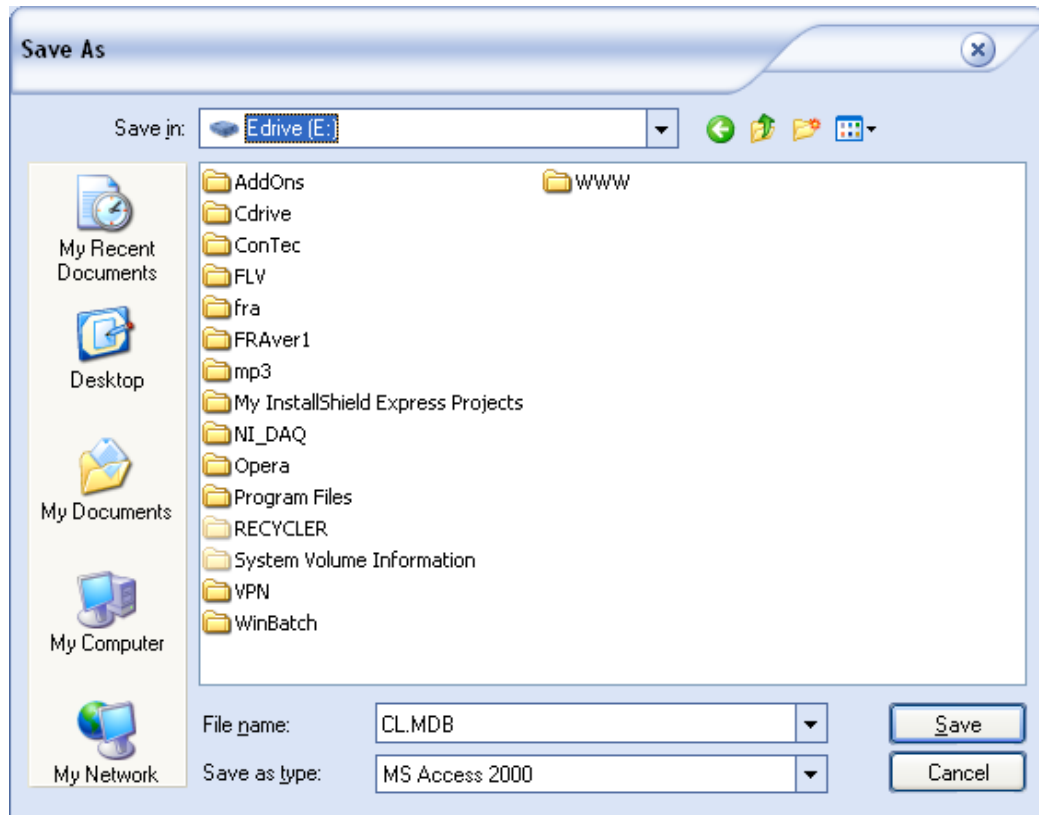 Save As
Save in: Edrive (E:)
My Recent Documents
Desktop
My Documents
My Computer
My Network
AddOns
Cdrive
ConTec
FLV
fra
FRAver1
mp3
My InstallShield Express Projects
NI_DAQ
Opera
Program Files
RECYCLER
System Volume Information
VPN
WinBatch
WWW
File name: CL.MDB
Save
Save as type: MS Access 2000
Cancel